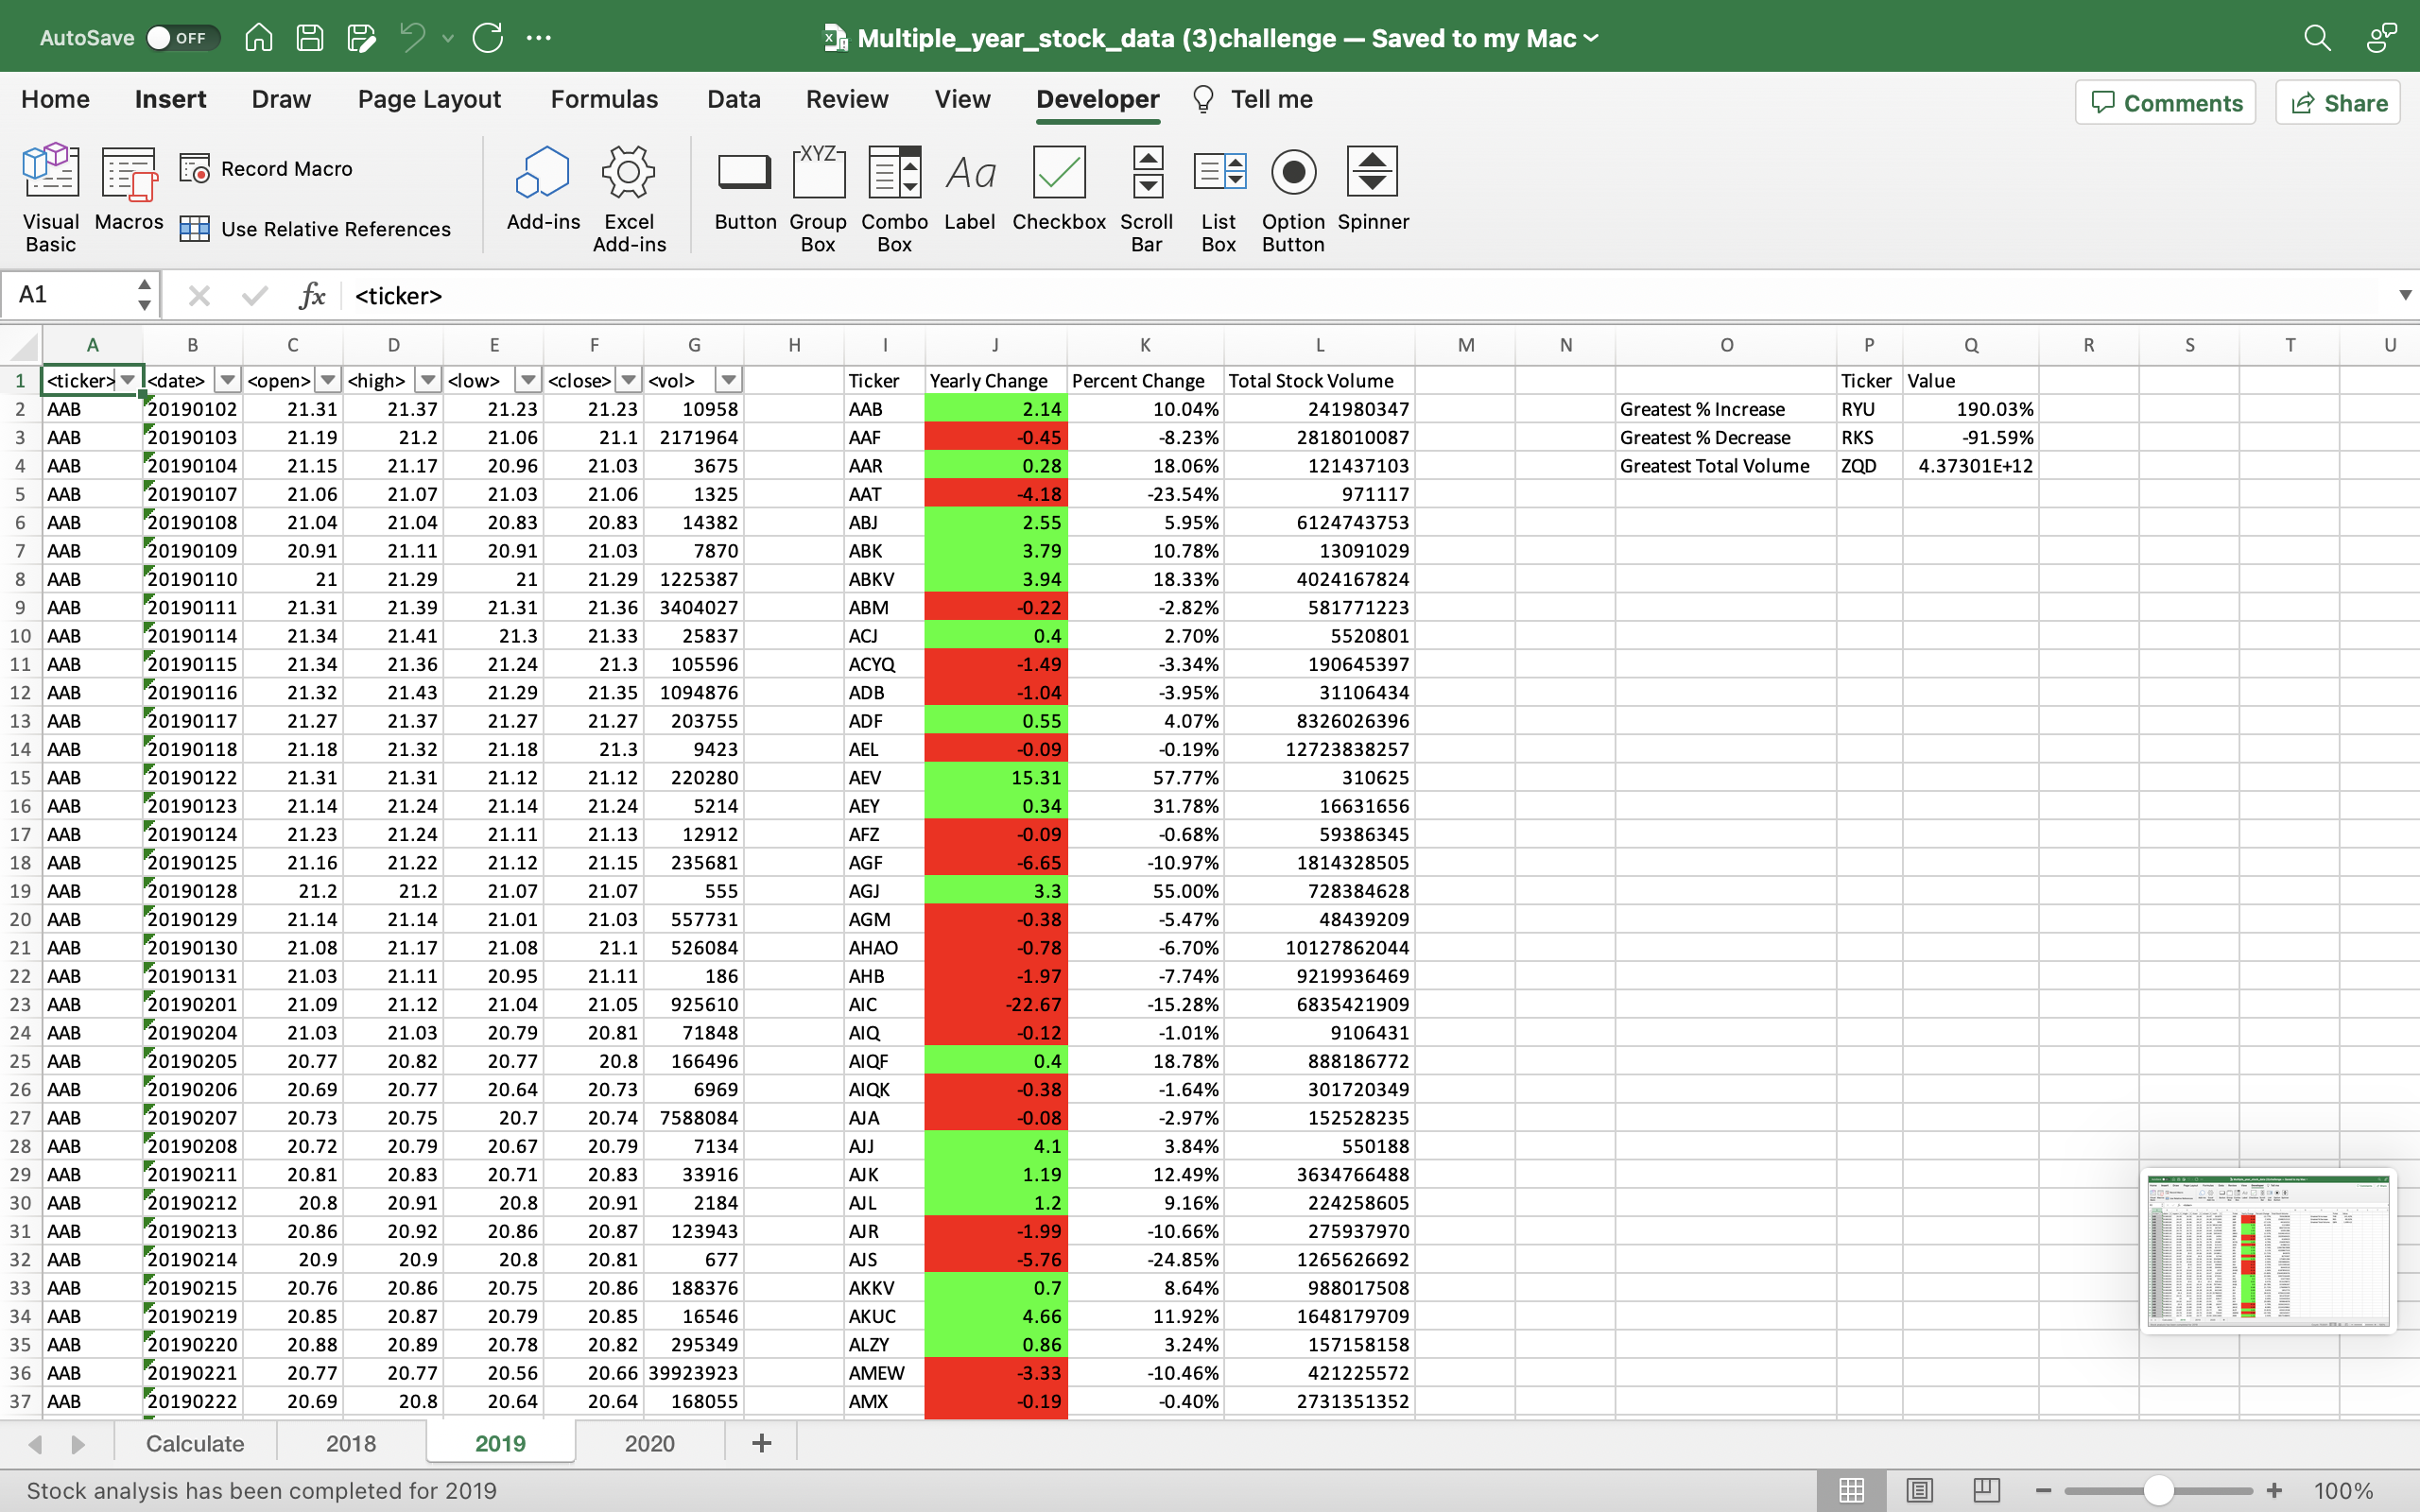 AutoSave OFF Multiple_year_stock_data (3)challenge — Saved to my Mac
Home Insert Draw Page Layout Formulas Data Review View Developer Tell me Comments Share
Visual Basic Macros Record Macro Use Relative References Add-ins Excel Add-ins Button Group Box Combo Box Label Checkbox Scroll Bar List Box Option Button Spinner
XYZ Aa
A1 fx <ticker>
A B C D E F G H I J K L M N O P Q R S T U
1 <ticker> <date> <open> <high> <low> <close> <vol> Ticker Yearly Change Percent Change Total Stock Volume Ticker Value
2 AAB 20190102 21.31 21.37 21.23 21.23 10958 AAB 2.14 10.04% 241980347 Greatest % Increase RYU 190.03%
3 AAB 20190103 21.19 21.2 21.06 21.1 2171964 AAF -0.45 -8.23% 2818010087 Greatest % Decrease RKS -91.59%
4 AAB 20190104 21.15 21.17 20.96 21.03 3675 AAR 0.28 18.06% 121437103 Greatest Total Volume ZQD 4.37301E+12
5 AAB 20190107 21.06 21.07 21.03 21.06 1325 AAT -4.18 -23.54% 971117
6 AAB 20190108 21.04 21.04 20.83 20.83 14382 ABJ 2.55 5.95% 6124743753
7 AAB 20190109 20.91 21.11 20.91 21.03 7870 ABK 3.79 10.78% 13091029
8 AAB 20190110 21 21.29 21 21.29 1225387 ABKV 3.94 18.33% 4024167824
9 AAB 20190111 21.31 21.39 21.31 21.36 3404027 ABM -0.22 -2.82% 581771223
10 AAB 20190114 21.34 21.41 21.3 21.33 25837 ACJ 0.4 2.70% 5520801
11 AAB 20190115 21.34 21.36 21.24 21.3 105596 ACYQ -1.49 -3.34% 190645397
12 AAB 20190116 21.32 21.43 21.29 21.35 1094876 ADB -1.04 -3.95% 31106434
13 AAB 20190117 21.27 21.37 21.27 21.27 203755 ADF 0.55 4.07% 8326026396
14 AAB 20190118 21.18 21.32 21.18 21.3 9423 AEL -0.09 -0.19% 12723838257
15 AAB 20190122 21.31 21.31 21.12 21.12 220280 AEV 15.31 57.77% 310625
16 AAB 20190123 21.14 21.24 21.14 21.24 5214 AEY 0.34 31.78% 16631656
17 AAB 20190124 21.23 21.24 21.11 21.13 12912 AFZ -0.09 -0.68% 59386345
18 AAB 20190125 21.16 21.22 21.12 21.15 235681 AGF -6.65 -10.97% 1814328505
19 AAB 20190128 21.2 21.2 21.07 21.07 555 AGJ 3.3 55.00% 728384628
20 AAB 20190129 21.14 21.14 21.01 21.03 557731 AGM -0.38 -5.47% 48439209
21 AAB 20190130 21.08 21.17 21.08 21.1 526084 AHAO -0.78 -6.70% 10127862044
22 AAB 20190131 21.03 21.11 20.95 21.11 186 AHB -1.97 -7.74% 9219936469
23 AAB 20190201 21.09 21.12 21.04 21.05 925610 AIC -22.67 -15.28% 6835421909
24 AAB 20190204 21.03 21.03 20.79 20.81 71848 AIQ -0.12 -1.01% 9106431
25 AAB 20190205 20.77 20.82 20.77 20.8 166496 AIQF 0.4 18.78% 888186772
26 AAB 20190206 20.69 20.77 20.64 20.73 6969 AIQK -0.38 -1.64% 301720349
27 AAB 20190207 20.73 20.75 20.7 20.74 7588084 AJA -0.08 -2.97% 152528235
28 AAB 20190208 20.72 20.79 20.67 20.79 7134 AJJ 4.1 3.84% 550188
29 AAB 20190211 20.81 20.83 20.71 20.83 33916 AJK 1.19 12.49% 3634766488
30 AAB 20190212 20.8 20.91 20.8 20.91 2184 AJL 1.2 9.16% 224258605
31 AAB 20190213 20.86 20.92 20.86 20.87 123943 AJR -1.99 -10.66% 275937970
32 AAB 20190214 20.9 20.9 20.8 20.81 677 AJS -5.76 -24.85% 1265626692
33 AAB 20190215 20.76 20.86 20.75 20.86 188376 AKKV 0.7 8.64% 988017508
34 AAB 20190219 20.85 20.87 20.79 20.85 16546 AKUC 4.66 11.92% 1648179709
35 AAB 20190220 20.88 20.89 20.78 20.82 295349 ALZY 0.86 3.24% 157158158
36 AAB 20190221 20.77 20.77 20.56 20.66 39923923 AMEW -3.33 -10.46% 421225572
37 AAB 20190222 20.69 20.8 20.64 20.64 168055 AMX -0.19 -0.40% 2731351352
Calculate 2018 2019 2020 +
Stock analysis has been completed for 2019 100%